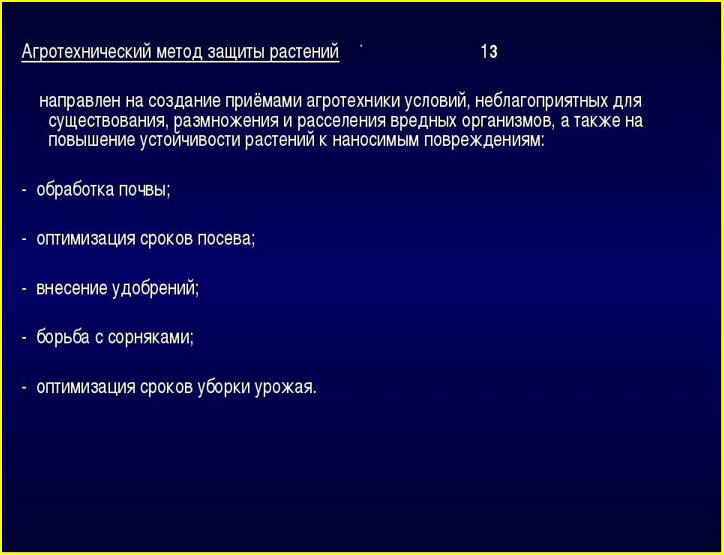 Агротехнический метод защиты растений 13
направлен на создание приёмами агротехники условий, неблагоприятных для
существования, размножения и расселения вредных организмов, а также на
повышение устойчивости растений к наносимым повреждениям:
- обработка почвы;
- оптимизация сроков посева;
- внесение удобрений;
- борьба с сорняками;
- оптимизация сроков уборки урожая.